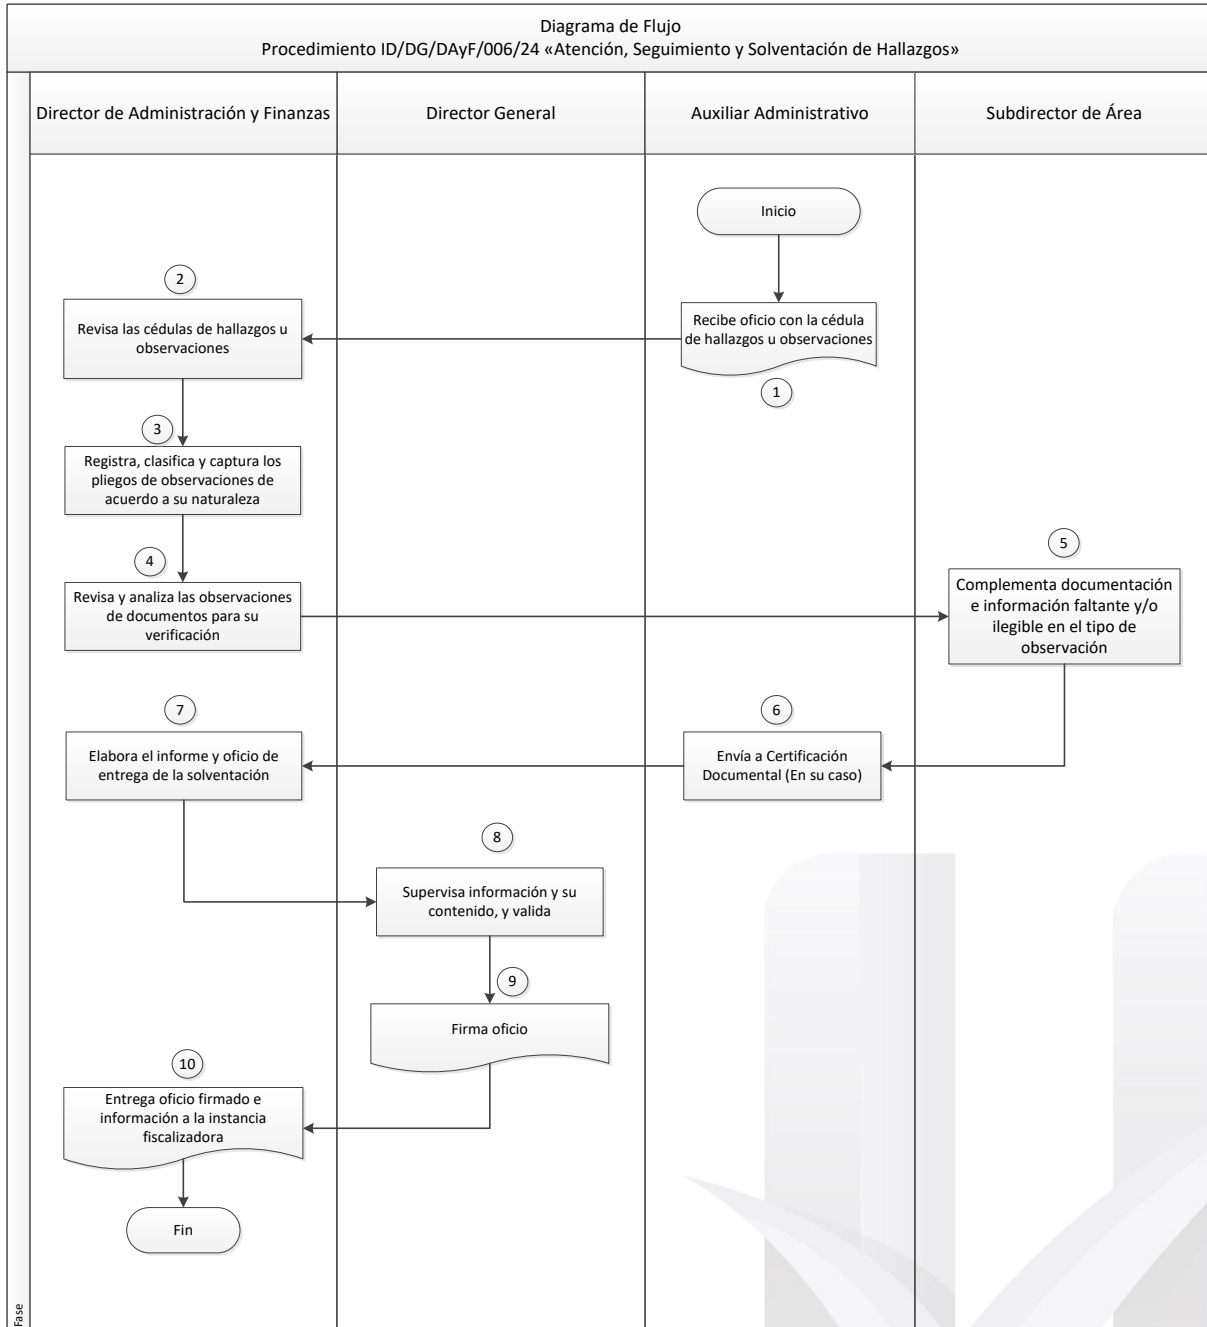 Diagrama de Flujo
Procedimiento ID/DG/DAyF/006/24 «Atención, Seguimiento y Solventación de Hallazgos»
Director de Administración y Finanzas
Director General
Auxiliar Administrativo
Subdirector de Área
Inicio
Recibe oficio con la cédula
de hallazgos u observaciones
1
2
Revisa las cédulas de hallazgos u
observaciones
3
Registra, clasifica y captura los
pliegos de observaciones de
acuerdo a su naturaleza
4
Revisa y analiza las observaciones
de documentos para su
verificación
5
Complementa documentación
e información faltante y/o
ilegible en el tipo de
observación
6
Envía a Certificación
Documental (En su caso)
7
Elabora el informe y oficio de
entrega de la solventación
8
Supervisa información y su
contenido, y valida
9
Firma oficio
10
Entrega oficio firmado e
información a la instancia
fiscalizadora
Fin
Fase